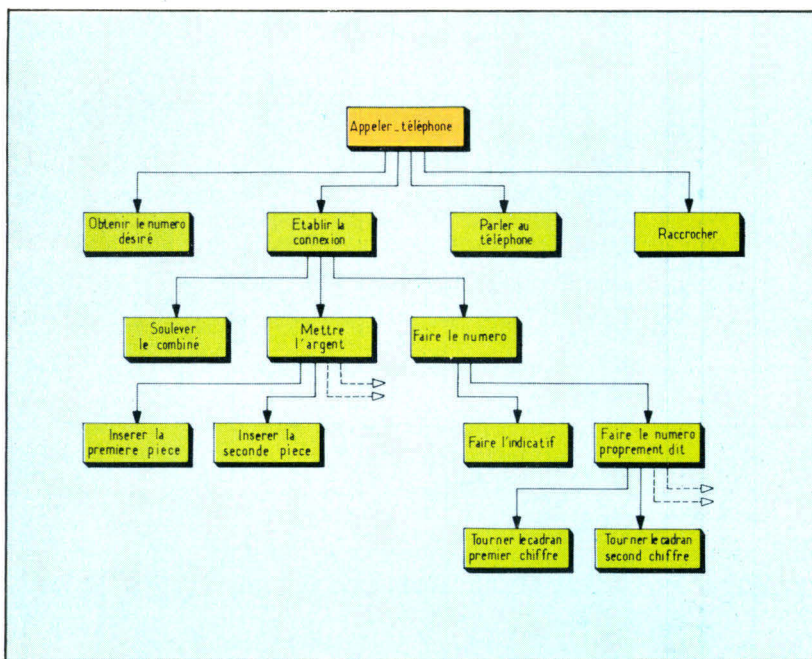 Appeler_téléphone
Obtenir le numero
désiré
Etablir la
connexion
Parler au
téléphone
Raccrocher
Soulever
le combiné
Mettre
l'argent
Faire le numero
Inserer la
premiere piece
Inserer la
seconde piece
Faire l'indicatif
Faire le numero
proprement dit
Tourner le cadran
premier chiffre
Tourner le cadran
second chiffre